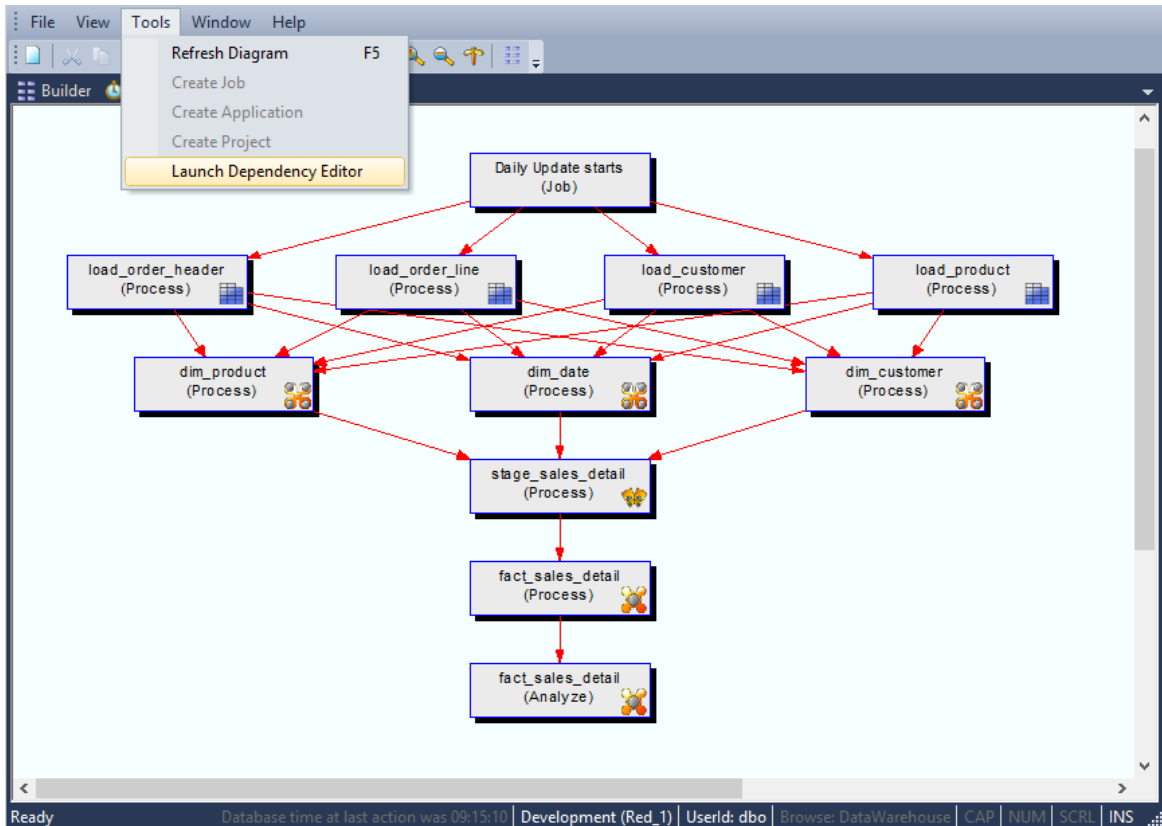 File View Tools Window Help
Refresh Diagram F5
Create Job
Create Application
Create Project
Launch Dependency Editor
Builder
Daily Update starts
(Job)
load_order_header
(Process)
load_order_line
(Process)
load_customer
(Process)
load_product
(Process)
dim_product
(Process)
dim_date
(Process)
dim_customer
(Process)
stage_sales_detail
(Process)
fact_sales_detail
(Process)
fact_sales_detail
(Analyze)
Ready Database time at last action was 09:15:10 Development (Red_1) UserId: dbo Browse: DataWarehouse CAP NUM SCRL INS